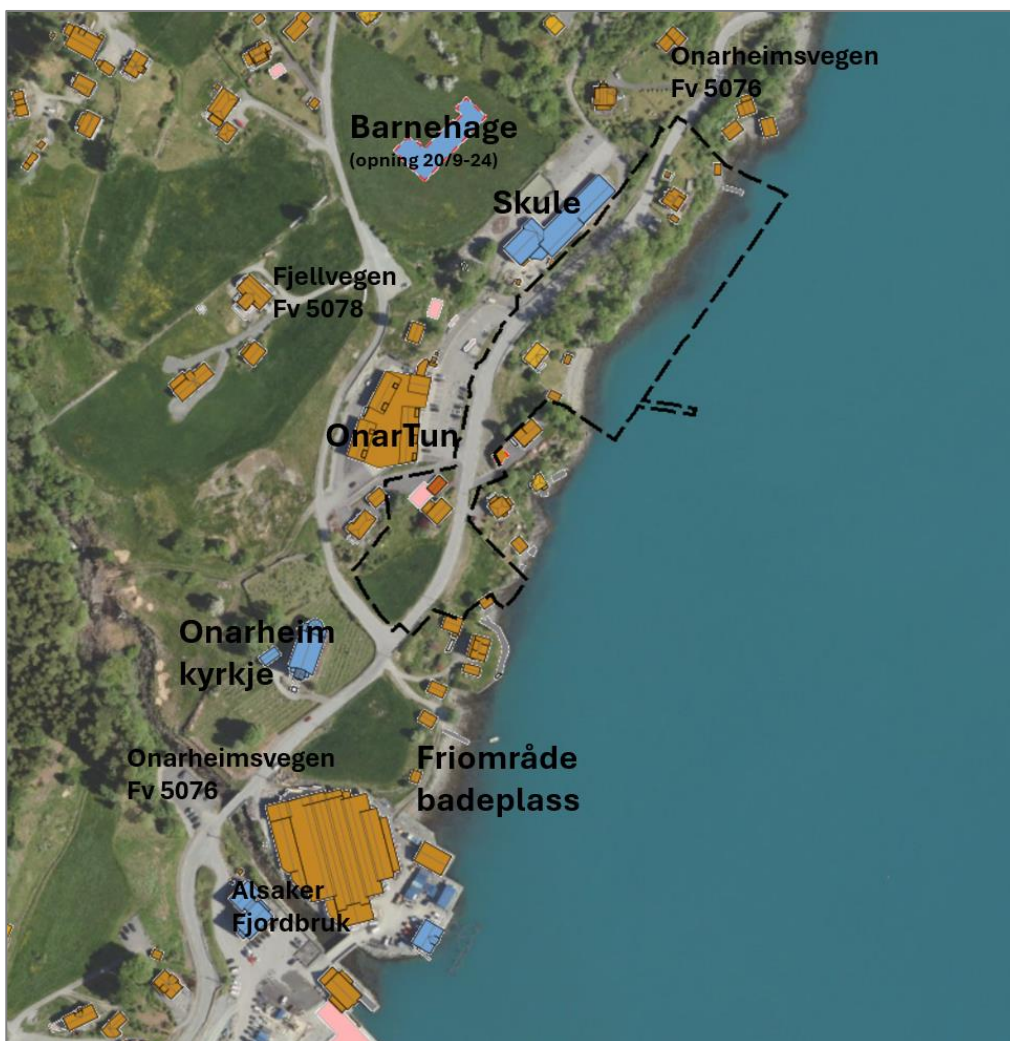 Onarheimsvegen
Fv 5076
Barnehage
(opning 20/9-24)
Skule
Fjellvegen
Fv 5078
OnarTun
Onarheim
kyrkje
Onarheimsvegen
Fv 5076
Friområde
badeplass
Alsaker
Fjordbruk